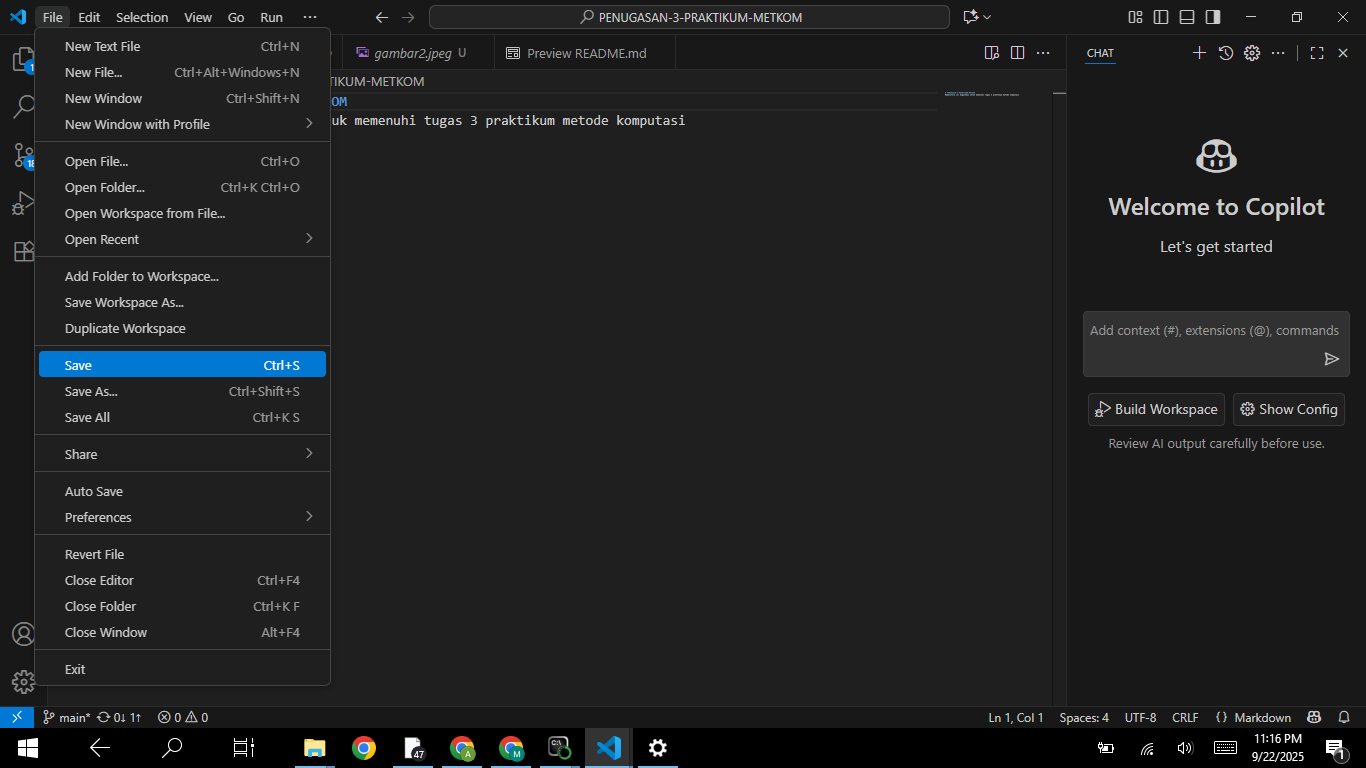 File Edit Selection View Go Run ···
PENUGASAN-3-PRAKTIKUM-METKOM
New Text File Ctrl+N
New File... Ctrl+Alt+Windows+N
New Window Ctrl+Shift+N
New Window with Profile
Open File... Ctrl+O
Open Folder... Ctrl+K Ctrl+O
Open Workspace from File...
Open Recent
Add Folder to Workspace...
Save Workspace As...
Duplicate Workspace
Save Ctrl+S
Save As... Ctrl+Shift+S
Save All Ctrl+K S
Share
Auto Save
Preferences
Revert File
Close Editor Ctrl+F4
Close Folder Ctrl+K F
Close Window Alt+F4
Exit
1
18
gambar2.jpeg U
Preview README.md
TIKUM-METKOM
OM
uk memenuhi tugas 3 praktikum metode komputasi
CHAT
Welcome to Copilot
Let's get started
Add context (#), extensions (@), commands
Build Workspace Show Config
Review AI output carefully before use.
main* 0↓ 1↑ 0 0
Ln 1, Col 1 Spaces: 4 UTF-8 CRLF {} Markdown
47
A
M
C:\
11:16 PM
9/22/2025
1